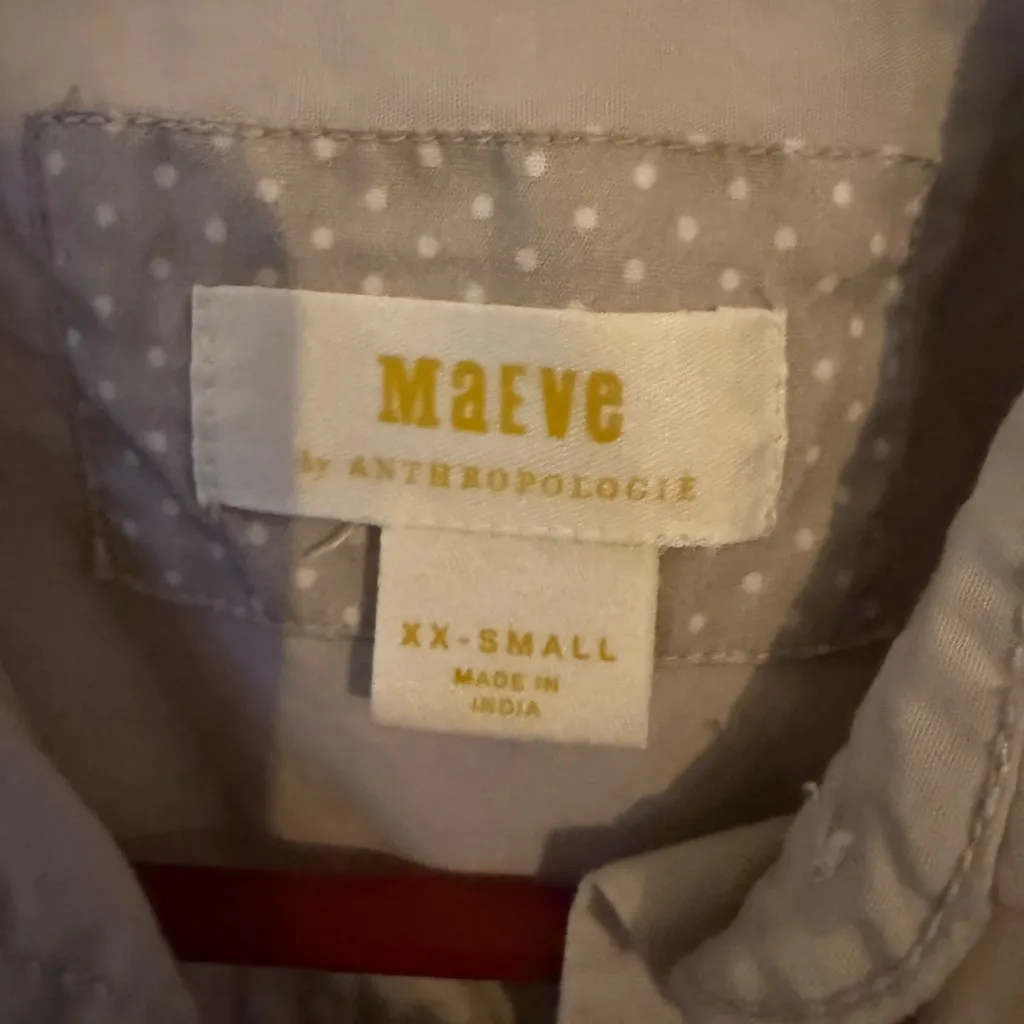 MaEVe
by ANTHROPOLOGIE
XX-SMALL
MADE IN
INDIA